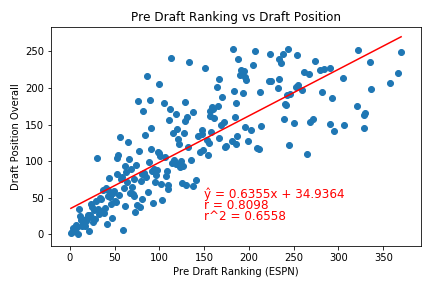 Pre Draft Ranking vs Draft Position
Draft Position Overall
250
200
150
100
50
0
ŷ = 0.6355x + 34.9364
r = 0.8098
r^2 = 0.6558
0 50 100 150 200 250 300 350
Pre Draft Ranking (ESPN)